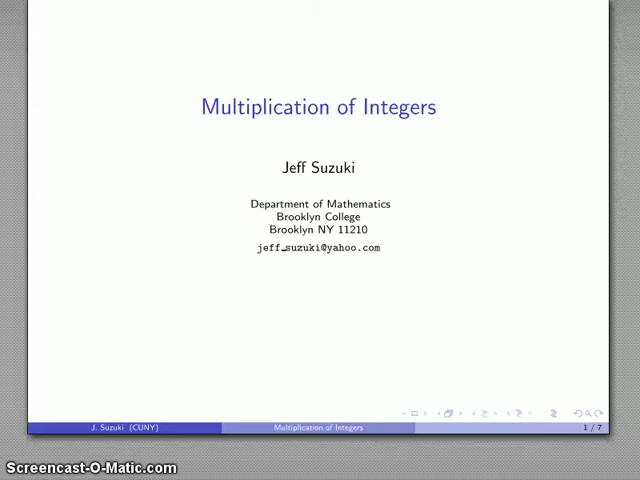 Multiplication of Integers
Jeff Suzuki
Department of Mathematics
Brooklyn College
Brooklyn NY 11210
jeff_suzuki@yahoo.com
J. Suzuki (CUNY)
Multiplication of Integers
1 / 7
Screencast-O-Matic.com